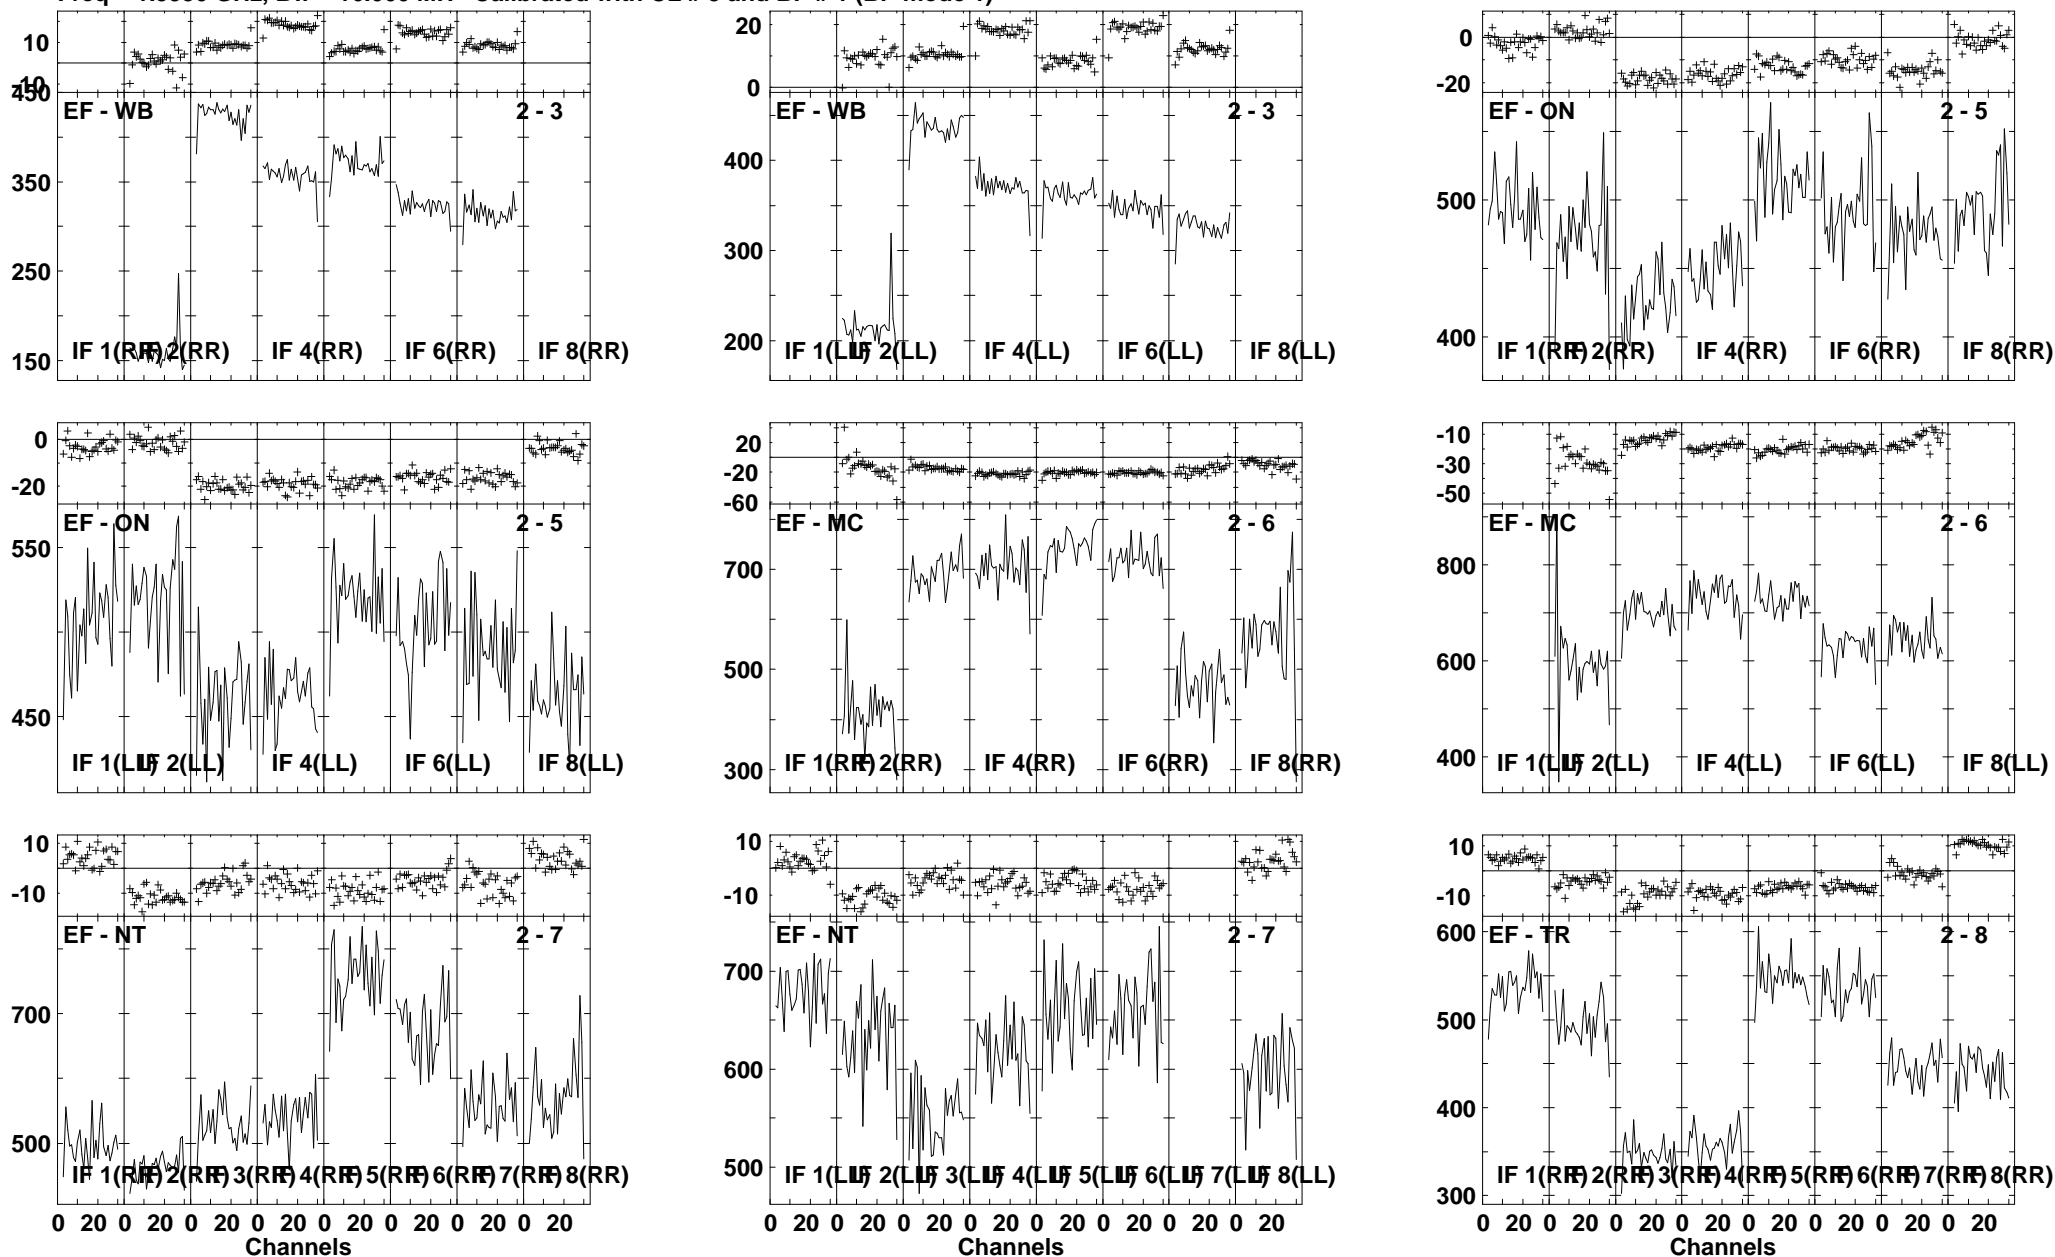 10
-10
450
350
250
150
EF - WB
2 - 3
IF 1(RR)
IF 2(RR)
IF 4(RR)
IF 6(RR)
IF 8(RR)
20
10
0
400
300
200
EF - WB
2 - 3
IF 1(LL)
IF 2(LL)
IF 4(LL)
IF 6(LL)
IF 8(LL)
0
-20
500
400
EF - ON
2 - 5
IF 1(RR)
IF 2(RR)
IF 4(RR)
IF 6(RR)
IF 8(RR)
0
-20
550
450
EF - ON
2 - 5
IF 1(LL)
IF 2(LL)
IF 4(LL)
IF 6(LL)
IF 8(LL)
20
-20
-60
700
500
300
EF - MC
2 - 6
IF 1(RR)
IF 2(RR)
IF 4(RR)
IF 6(RR)
IF 8(RR)
-10
-30
-50
800
600
400
EF - MC
2 - 6
IF 1(LL)
IF 2(LL)
IF 4(LL)
IF 6(LL)
IF 8(LL)
10
-10
700
500
EF - NT
2 - 7
IF 1(RR)
IF 2(RR)
IF 3(RR)
IF 4(RR)
IF 5(RR)
IF 6(RR)
IF 7(RR)
IF 8(RR)
0 20 0 20 0 20 0 20 0 20 0 20 0 20 0 20
Channels
10
-10
700
600
500
EF - NT
2 - 7
IF 1(LL)
IF 2(LL)
IF 3(LL)
IF 4(LL)
IF 5(LL)
IF 6(LL)
IF 7(LL)
IF 8(LL)
0 20 0 20 0 20 0 20 0 20 0 20 0 20 0 20
Channels
10
-10
600
500
400
300
EF - TR
2 - 8
IF 1(RR)
IF 2(RR)
IF 3(RR)
IF 4(RR)
IF 5(RR)
IF 6(RR)
IF 7(RR)
IF 8(RR)
0 20 0 20 0 20 0 20 0 20 0 20 0 20 0 20
Channels